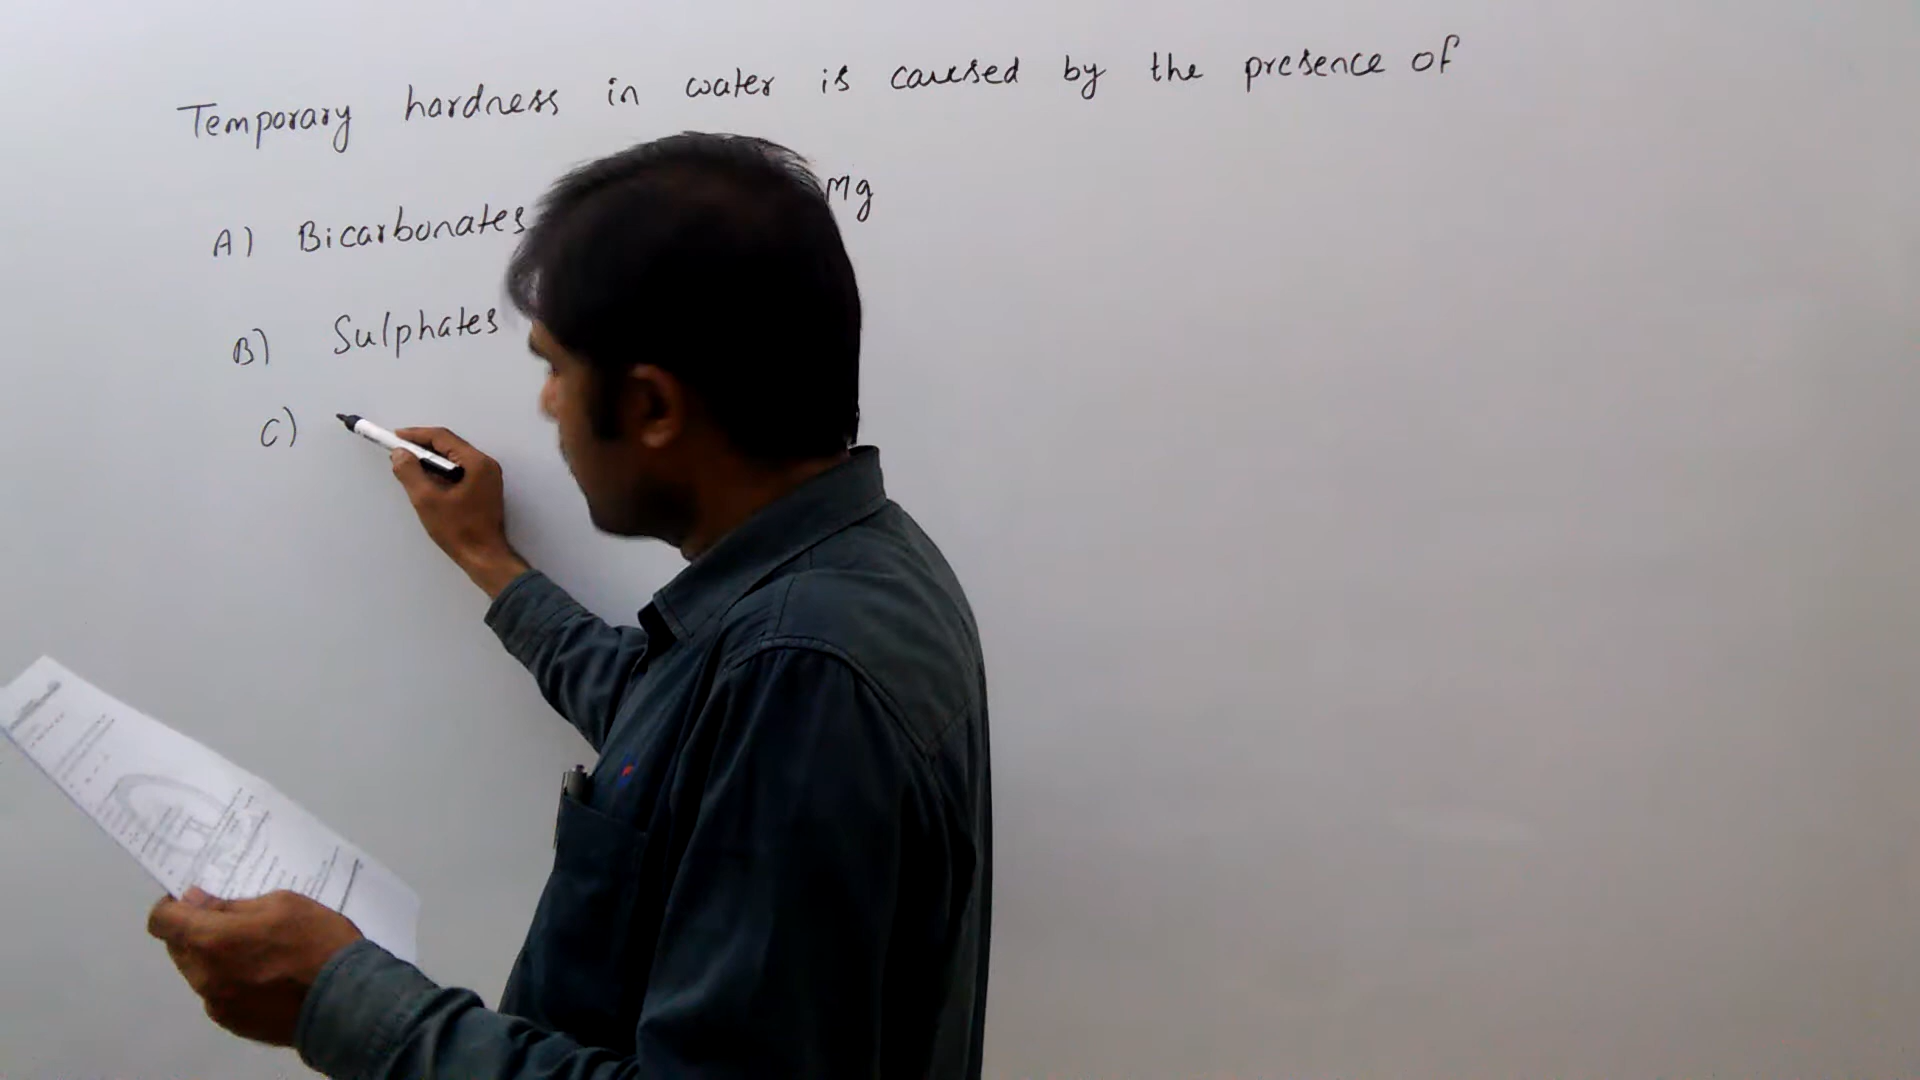 Temporary hardness in water is caused by the presence of
A) Bicarbonates Mg
B) Sulphates
C)